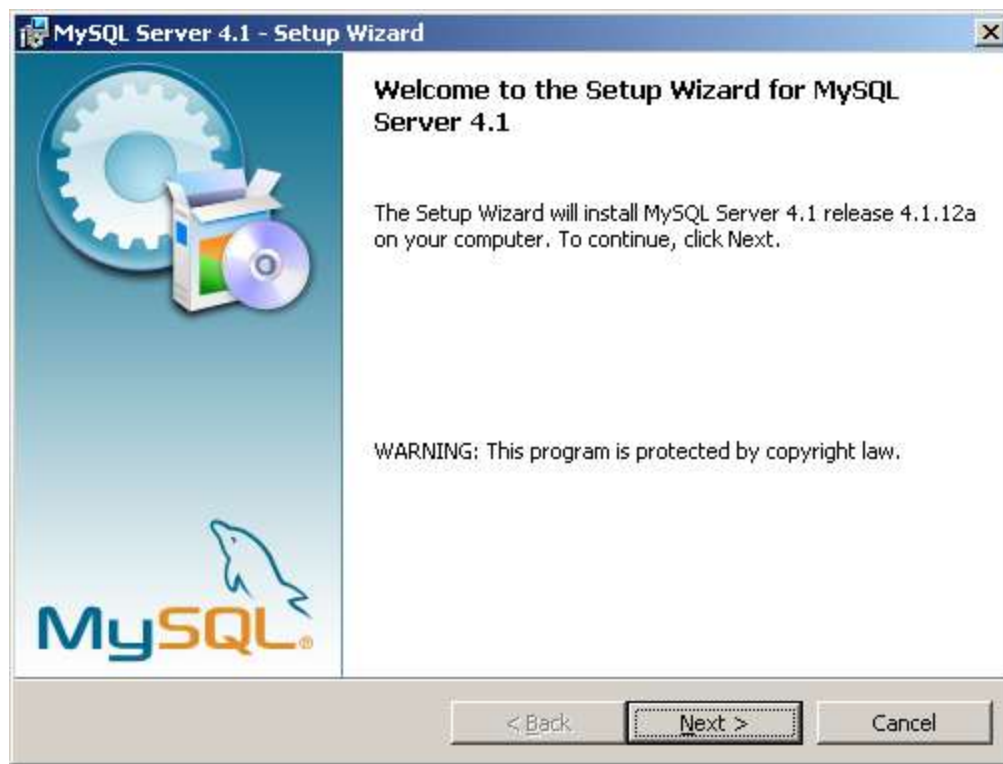 MySQL Server 4.1 - Setup Wizard
Welcome to the Setup Wizard for MySQL
Server 4.1
The Setup Wizard will install MySQL Server 4.1 release 4.1.12a
on your computer. To continue, click Next.
WARNING: This program is protected by copyright law.
MySQL®
< Back
Next >
Cancel